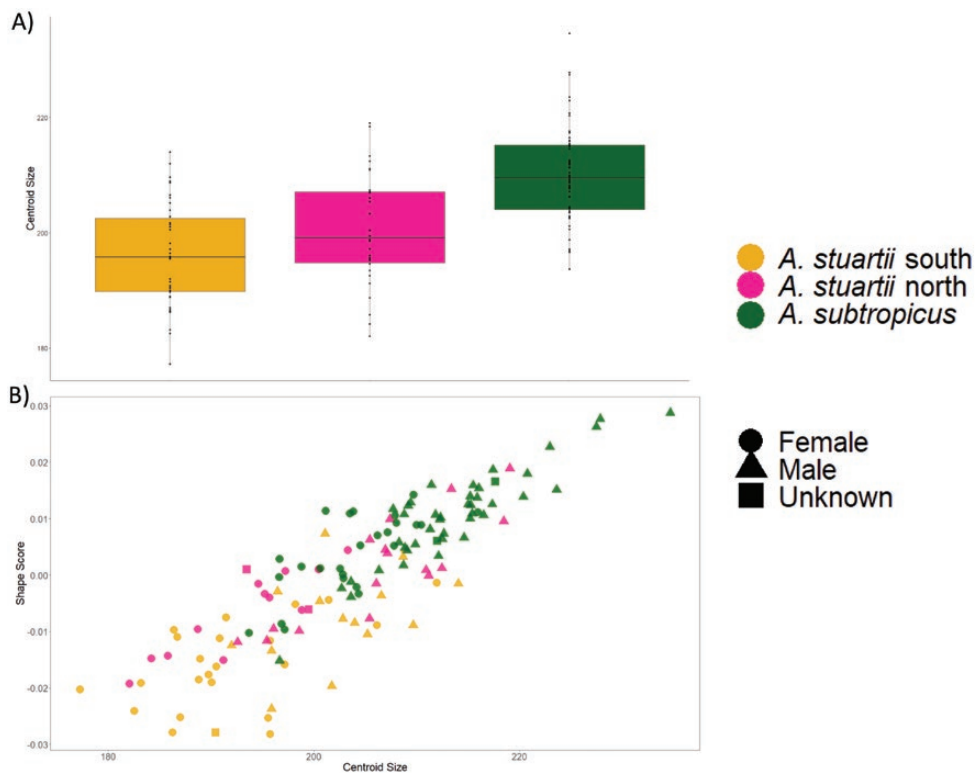 A)
220
200
180
Centroid Size
A. stuartii south
A. stuartii north
A. subtropicus
B)
0.03
0.02
0.01
0.00
-0.01
-0.02
-0.03
Shape Score
180
200
220
Centroid Size
Female
Male
Unknown